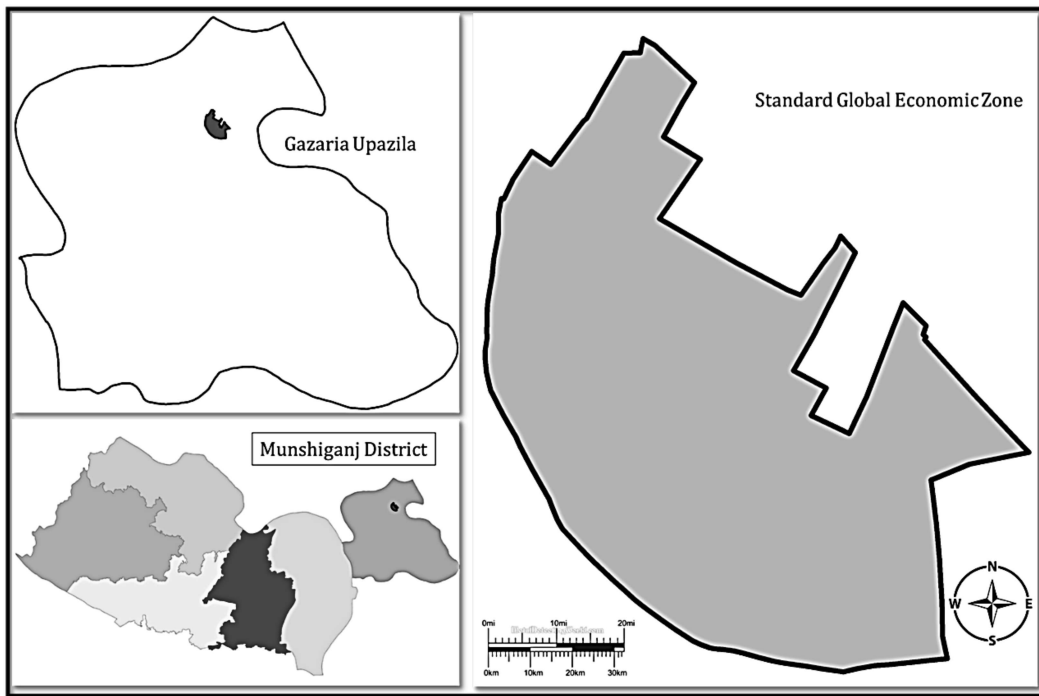 Gazaria Upazila
Munshiganj District
Standard Global Economic Zone
N
W E
S
0mi 10mi 20mi
0km 10km 20km 30km